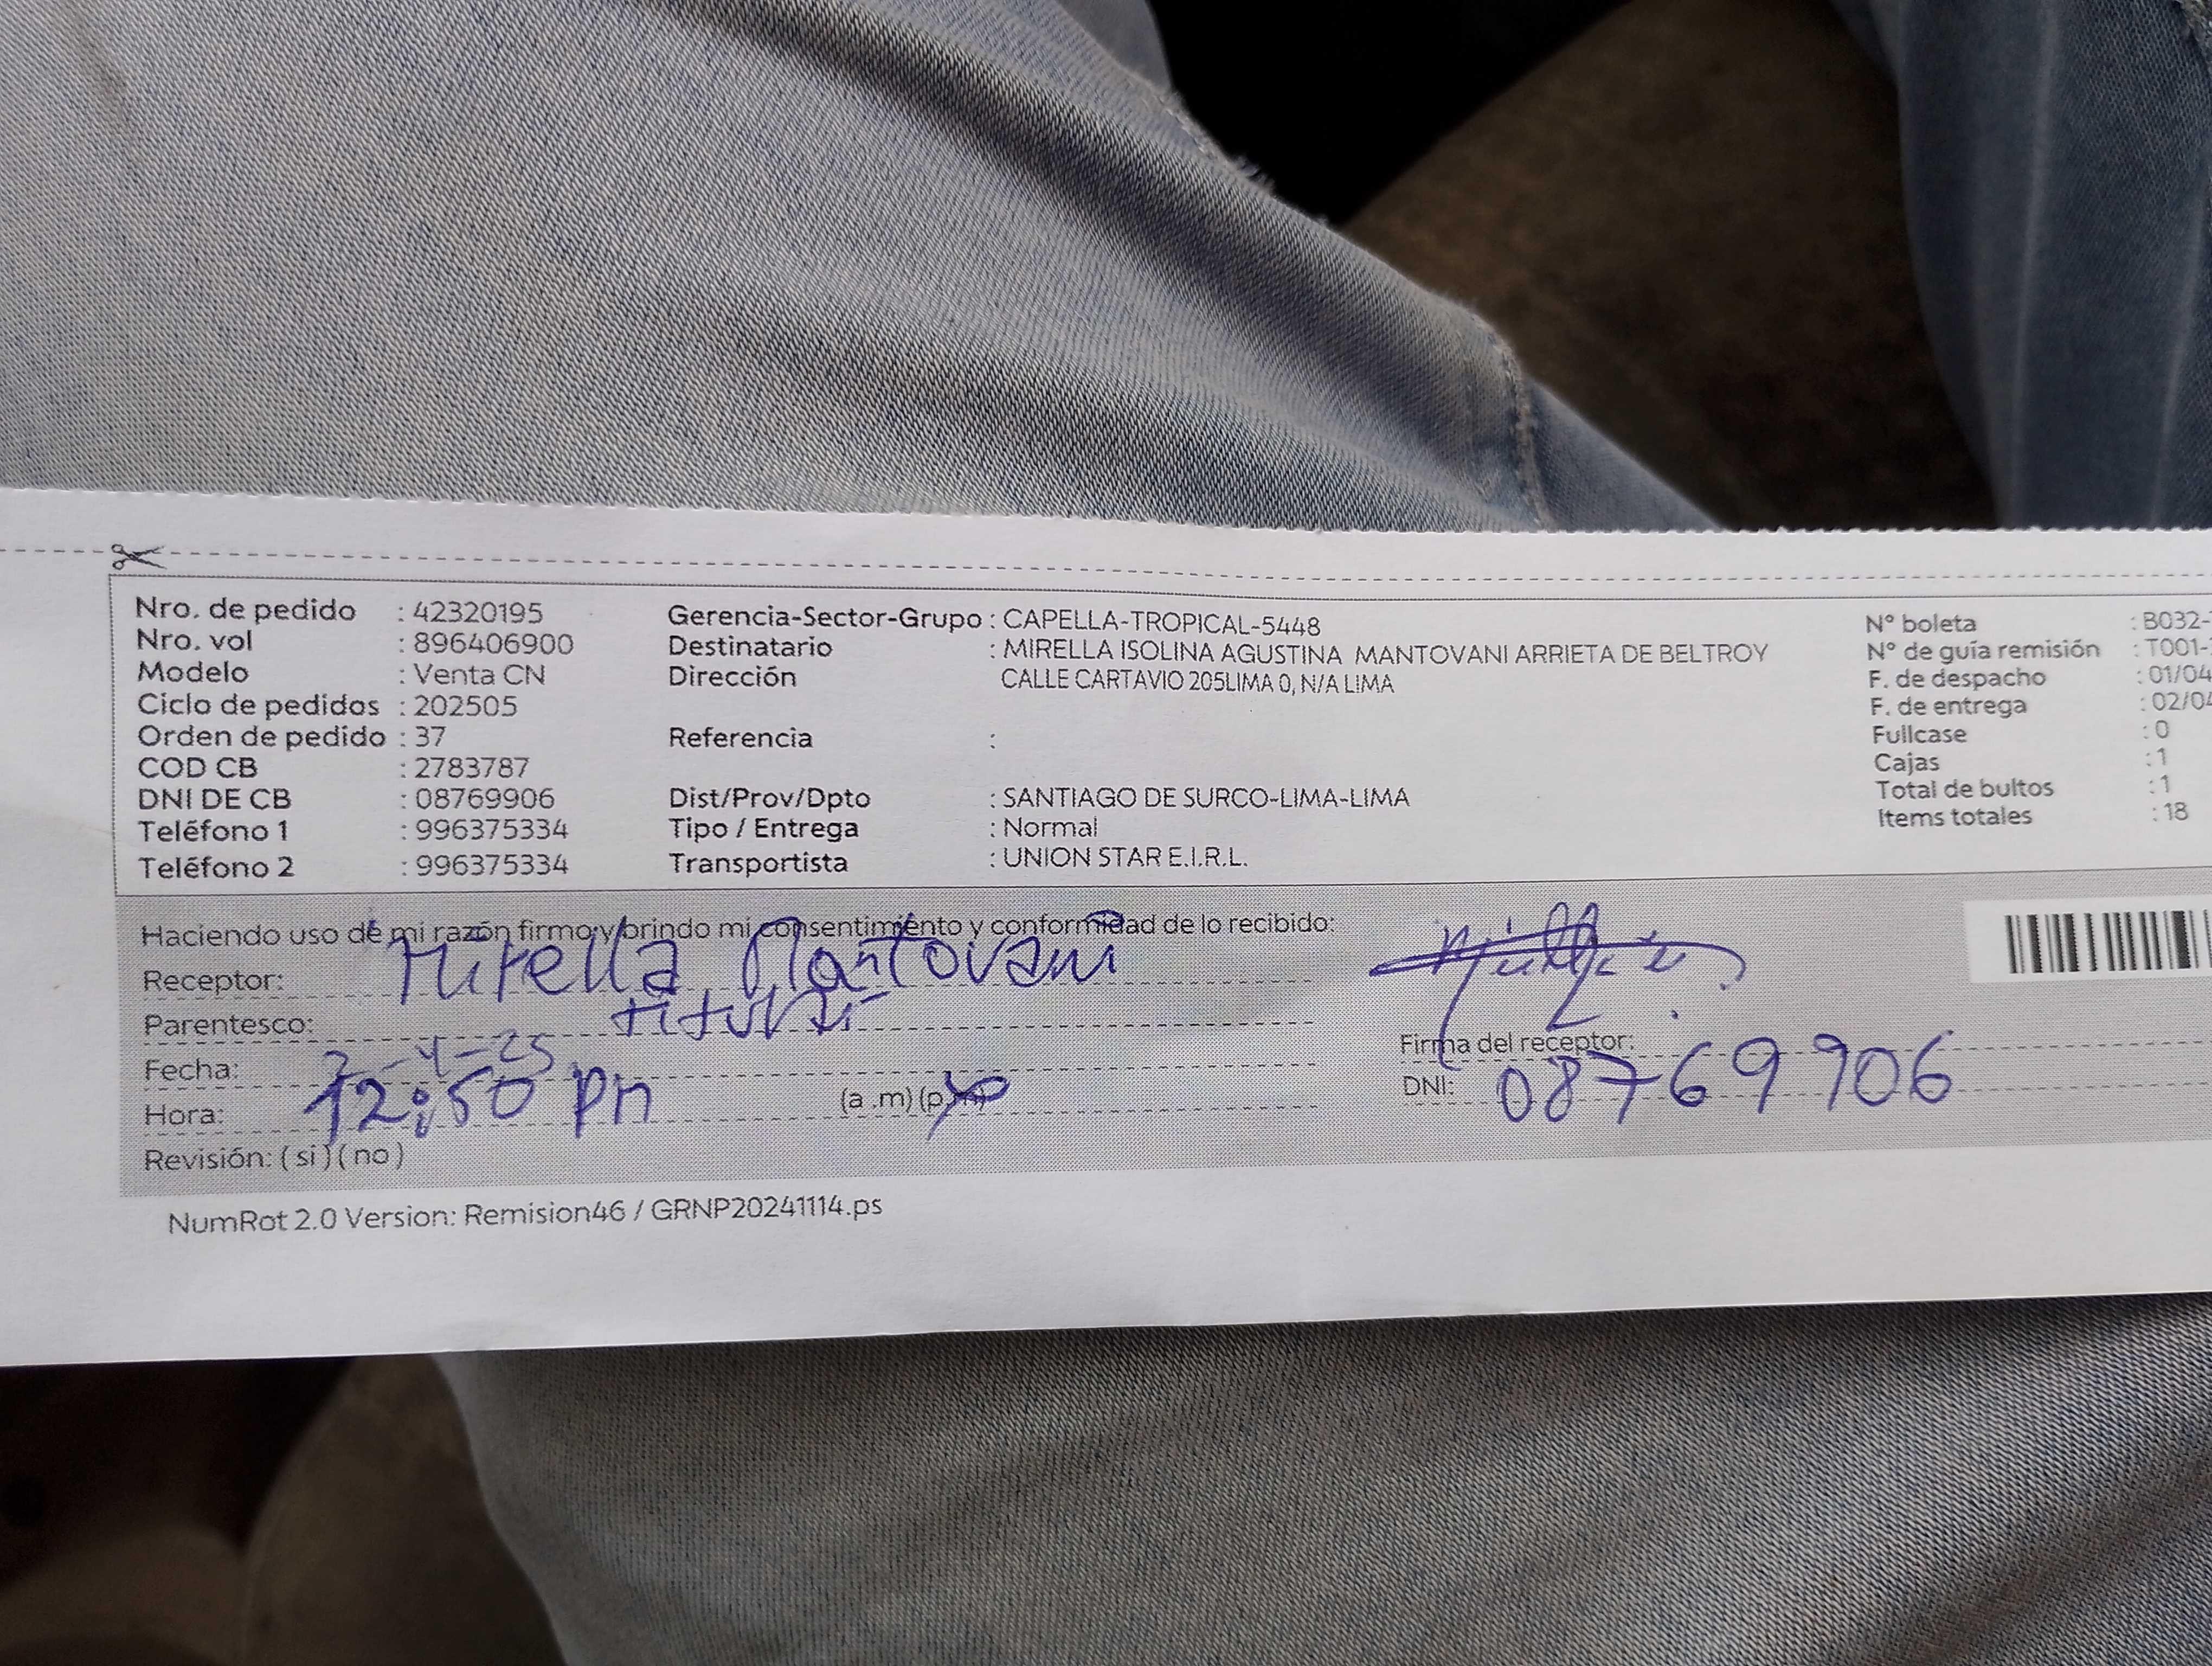 Nro. de pedido : 42320195
Nro. vol : 896406900
Modelo : Venta CN
Ciclo de pedidos : 202505
Orden de pedido : 37
COD CB : 2783787
DNI DE CB : 08769906
Teléfono 1 : 996375334
Teléfono 2 : 996375334
Gerencia-Sector-Grupo : CAPELLA-TROPICAL-5448
Destinatario : MIRELLA ISOLINA AGUSTINA MANTOVANI ARRIETA DE BELTROY
Dirección CALLE CARTAVIO 205LIMA 0, N/A LIMA
Referencia :
Dist/Prov/Dpto : SANTIAGO DE SURCO-LIMA-LIMA
Tipo / Entrega : Normal
Transportista : UNION STAR E.I.R.L.
N° boleta : B032-
N° de guía remisión : T001-
F. de despacho : 01/04
F. de entrega : 02/04
Fullcase : 0
Cajas : 1
Total de bultos : 1
Items totales : 18
Haciendo uso de mi razón firmo y brindo mi consentimiento y conformidad de lo recibido:
Receptor: Mirella Mantovani
Parentesco: titular
Fecha: 2-4-25
Hora: 12:50 pm (a .m) (p.m)
Revisión: ( si ) ( no )
Firma del receptor:
DNI: 08769906
NumRot 2.0 Version: Remision46 / GRNP20241114.ps